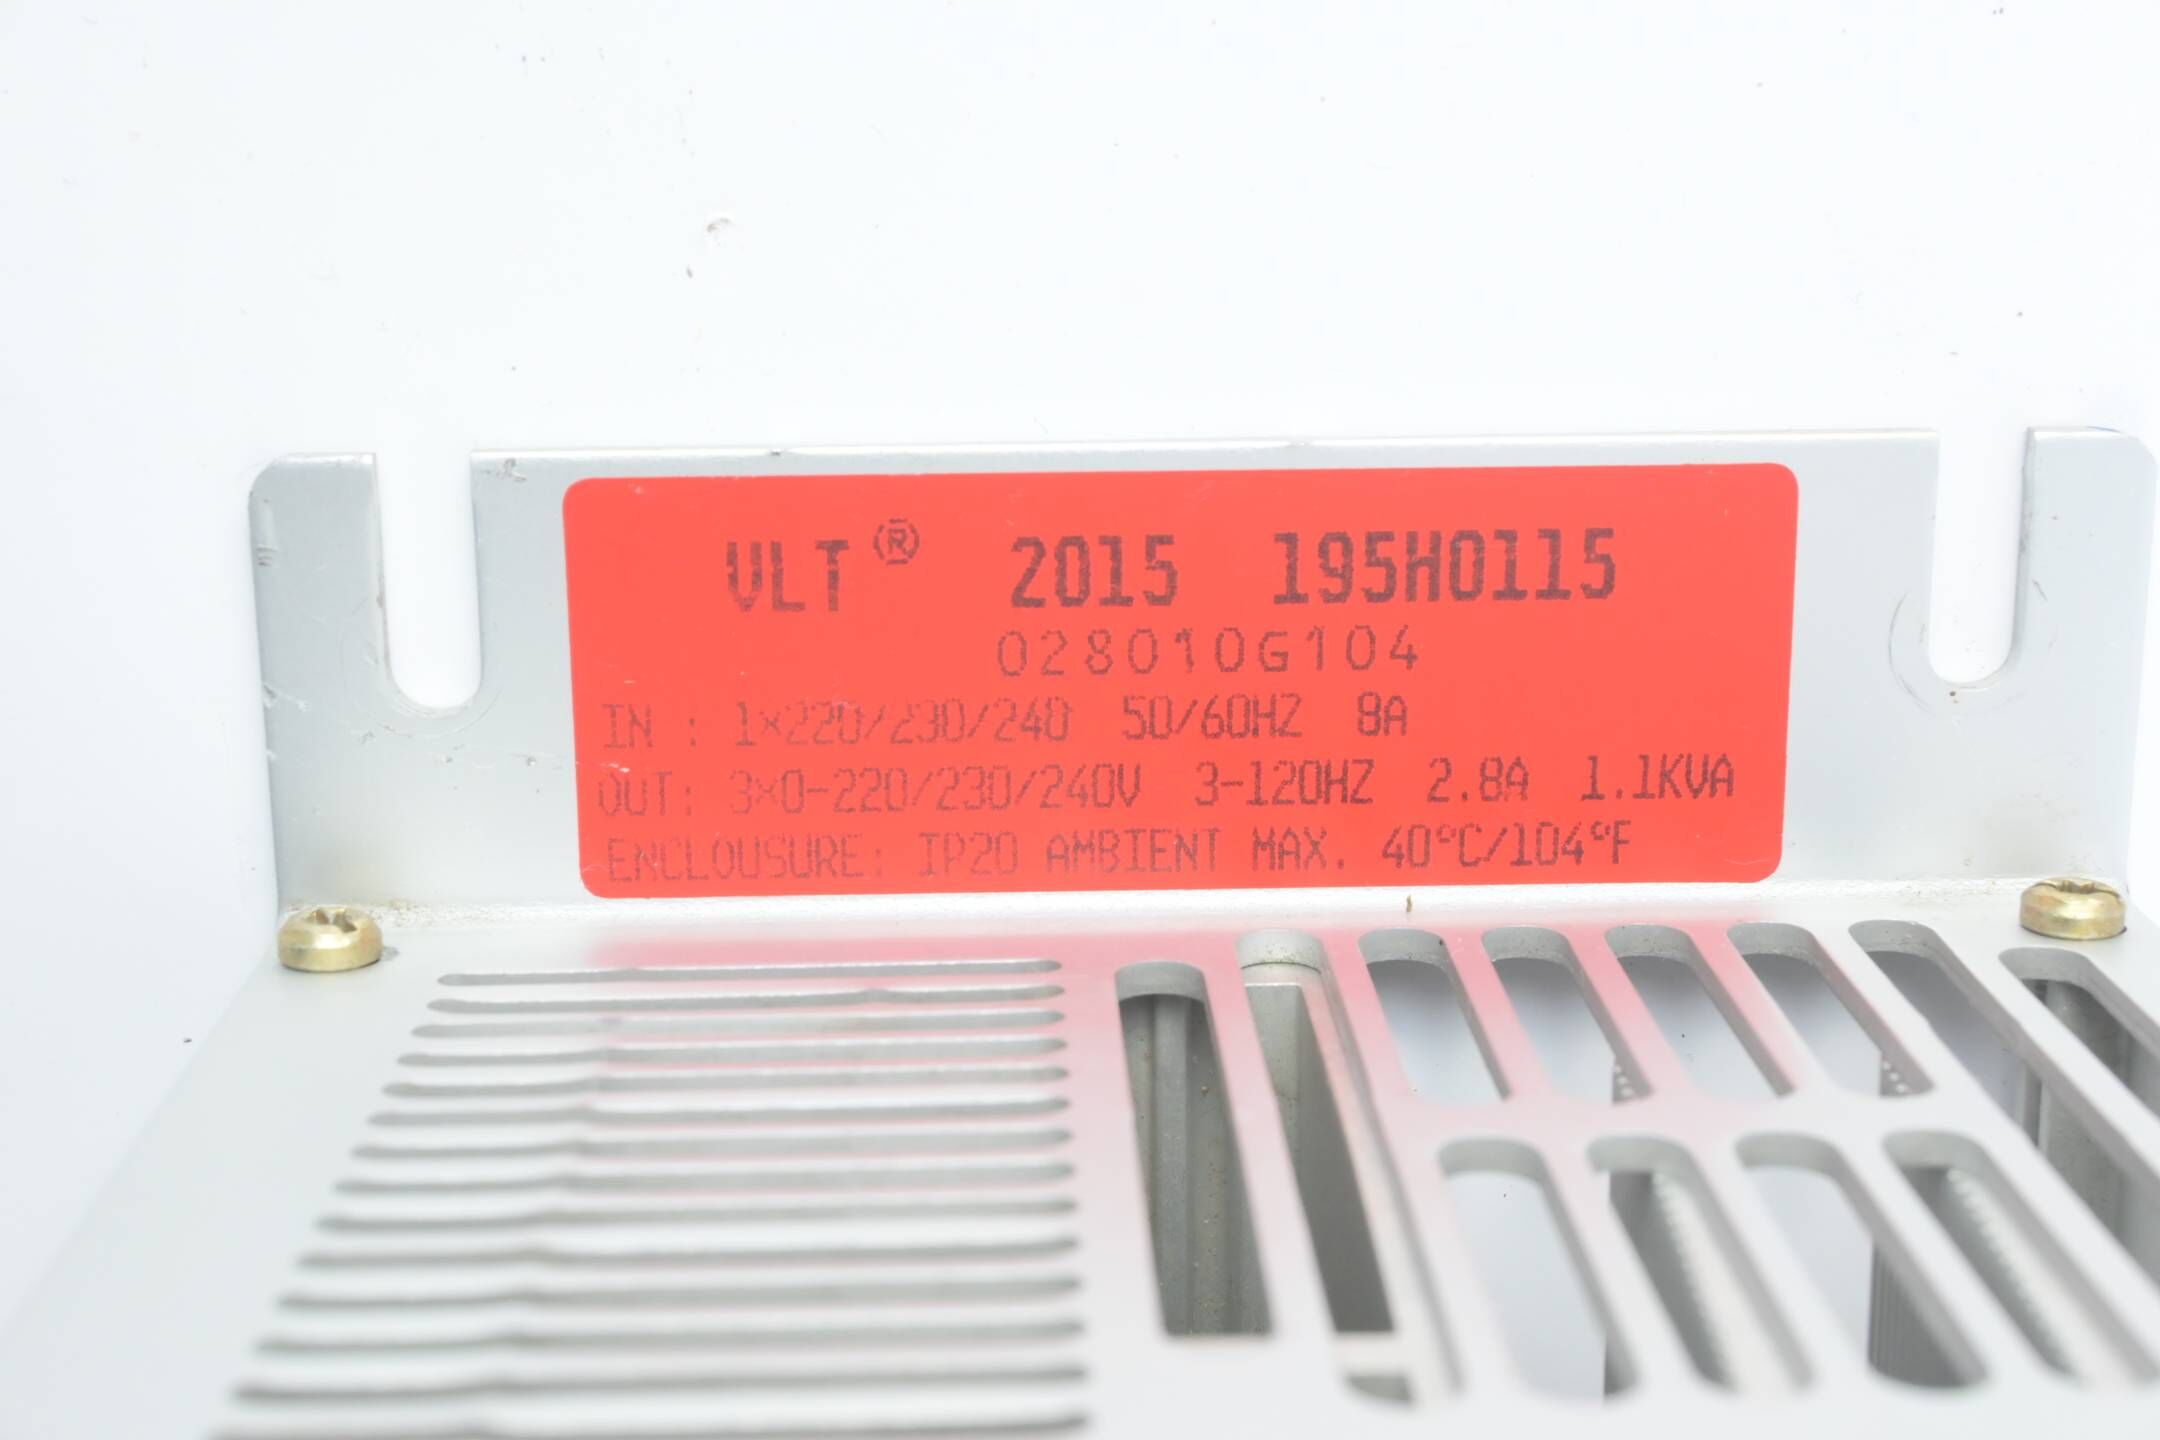 VLT® 2015 195H0115
028010G104
IN : 1×220/230/240 50/60HZ 8A
OUT: 3×0-220/230/240V 3-120HZ 2.8A 1.1KVA
ENCLOUSURE: IP20 AMBIENT MAX. 40°C/104°F